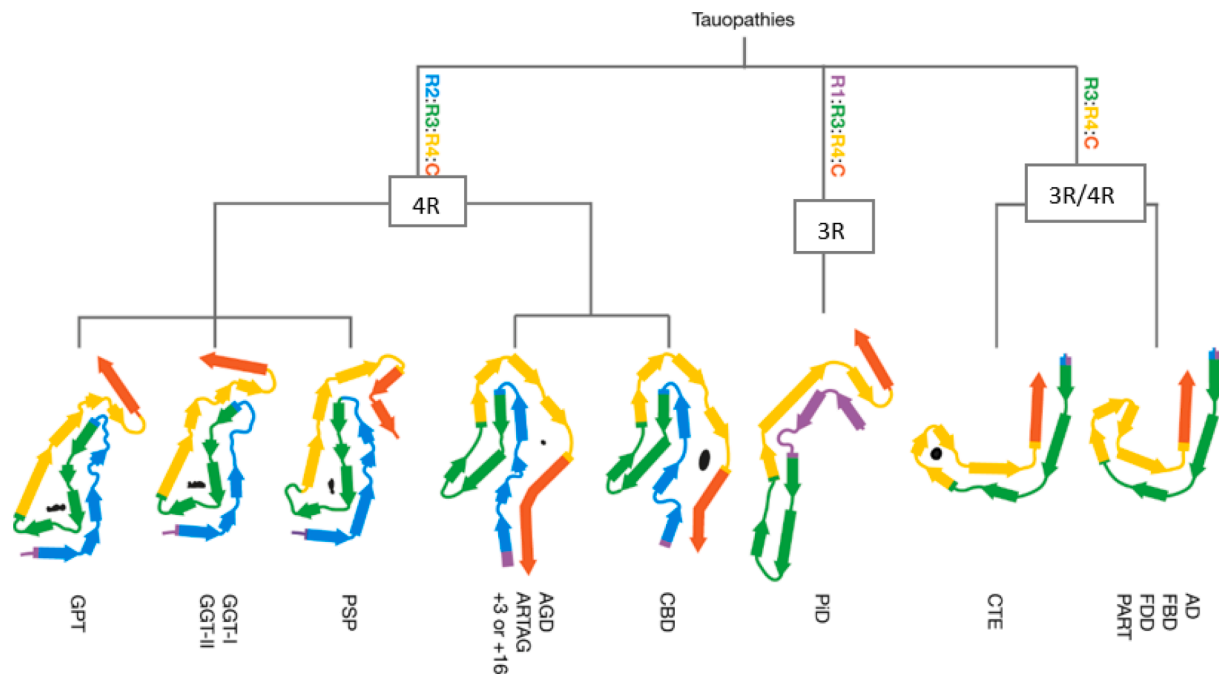 Tauopathies
R2:R3:R4:C
R1:R3:R4:C
R3:R4:C
4R
3R
3R/4R
GPT
GGT-I
GGT-II
PSP
AGD
ARTAG
+3 or +16
CBD
PiD
CTE
AD
FBD
FDD
PART